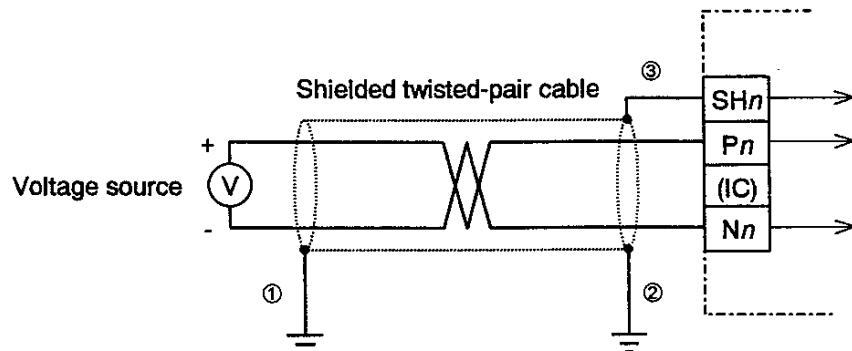 ③
Shielded twisted-pair cable
SHn
+
Pn
Voltage source
V
(IC)
-
Nn
①
②